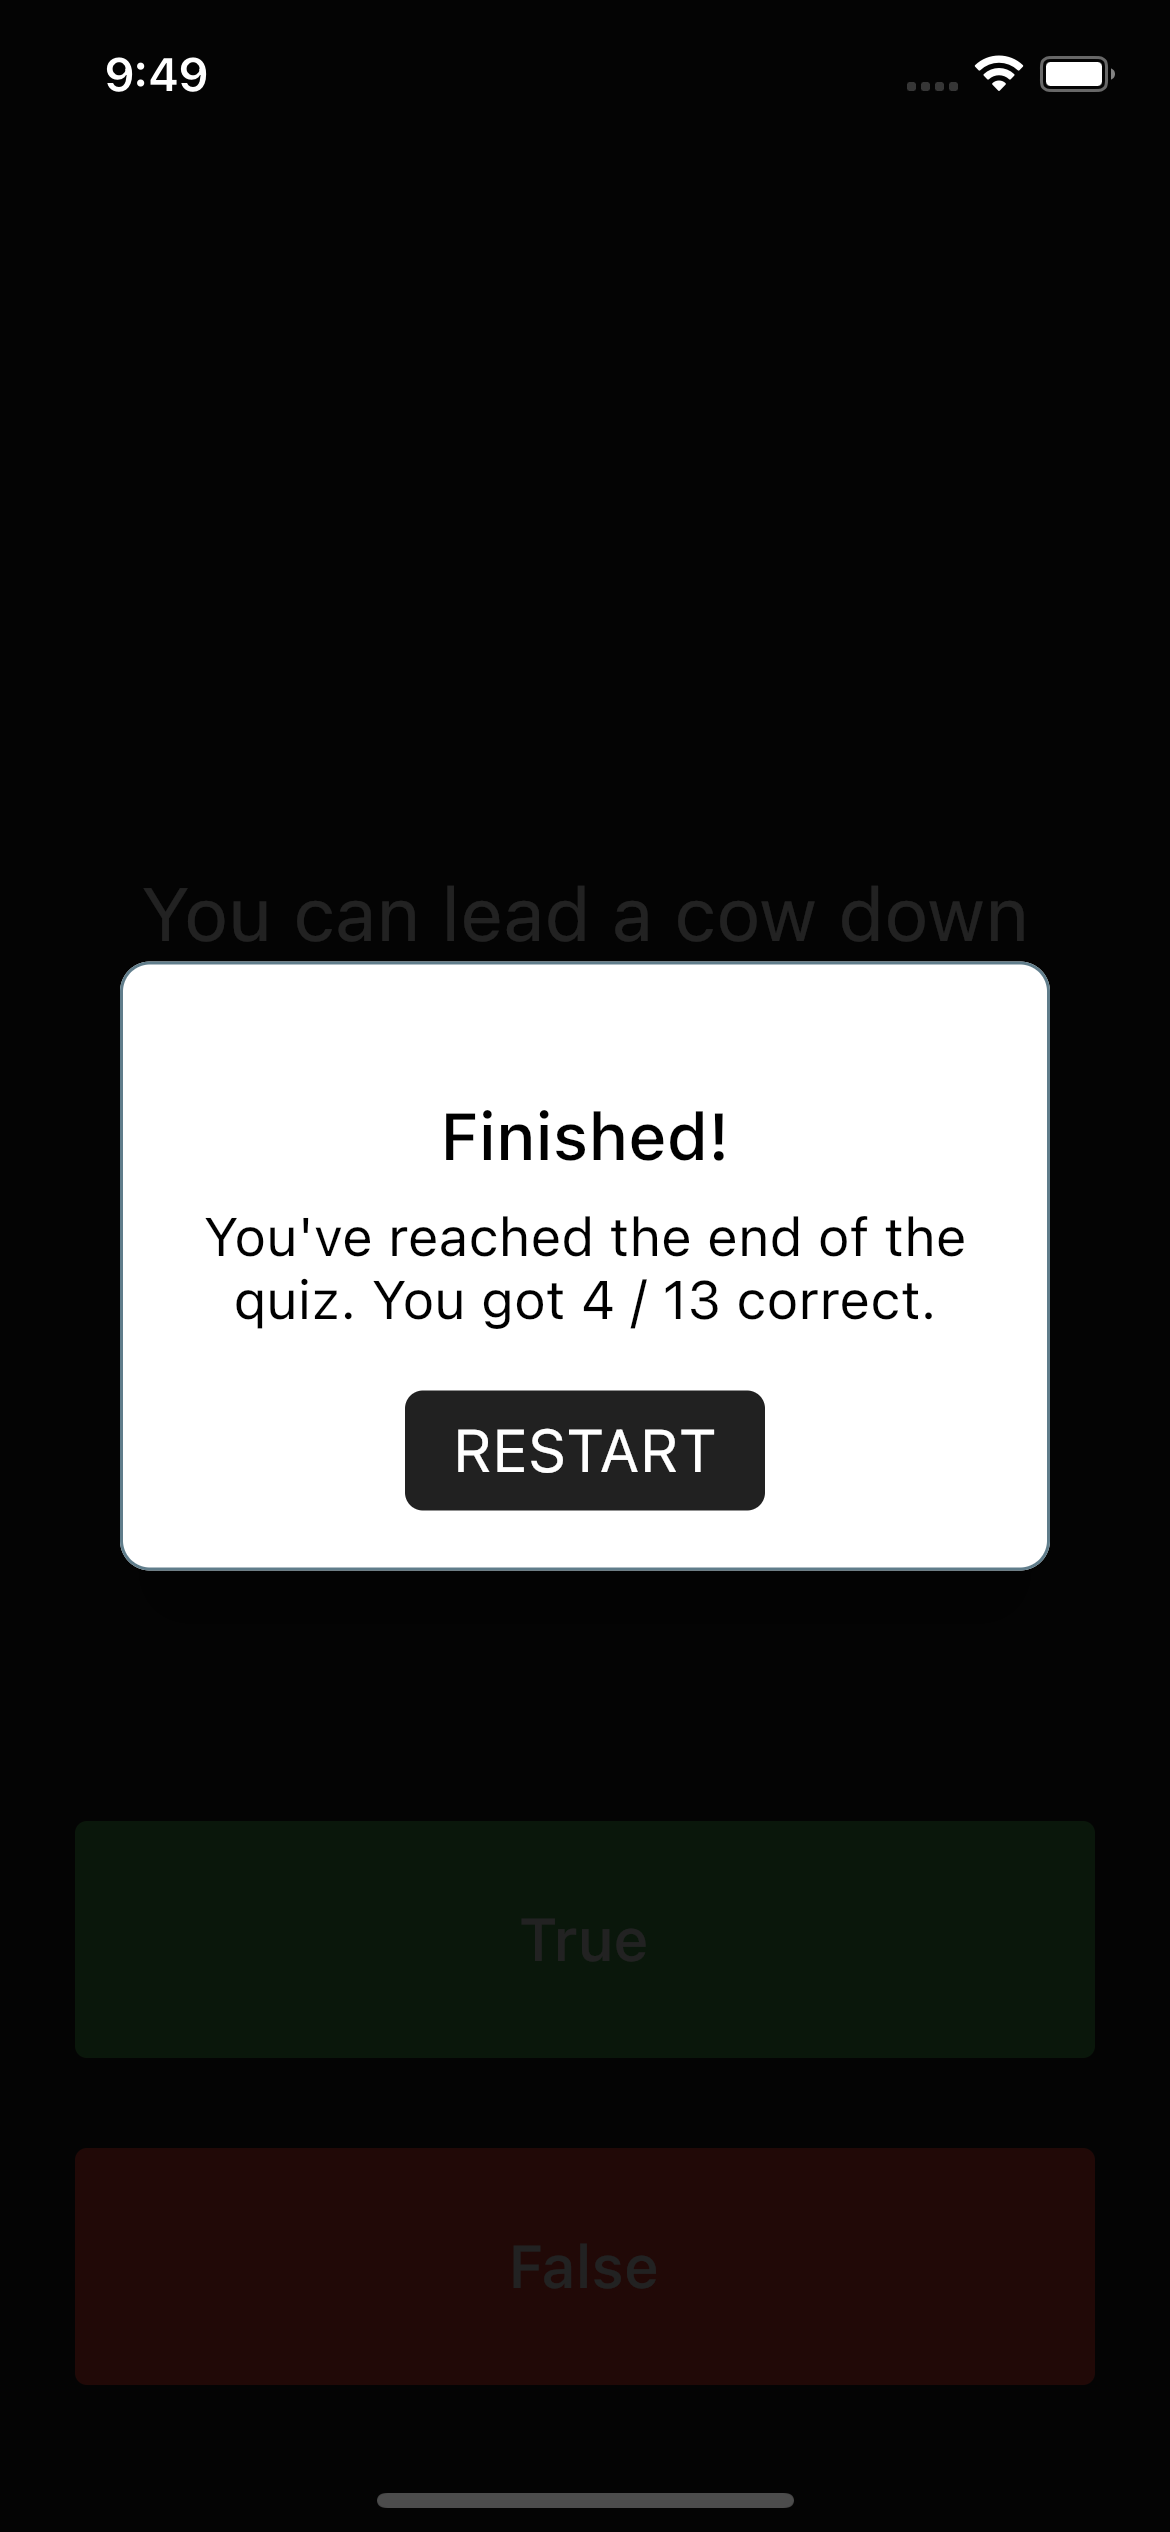 9:49
You can lead a cow down
Finished!
You've reached the end of the
quiz. You got 4 / 13 correct.
RESTART
True
False